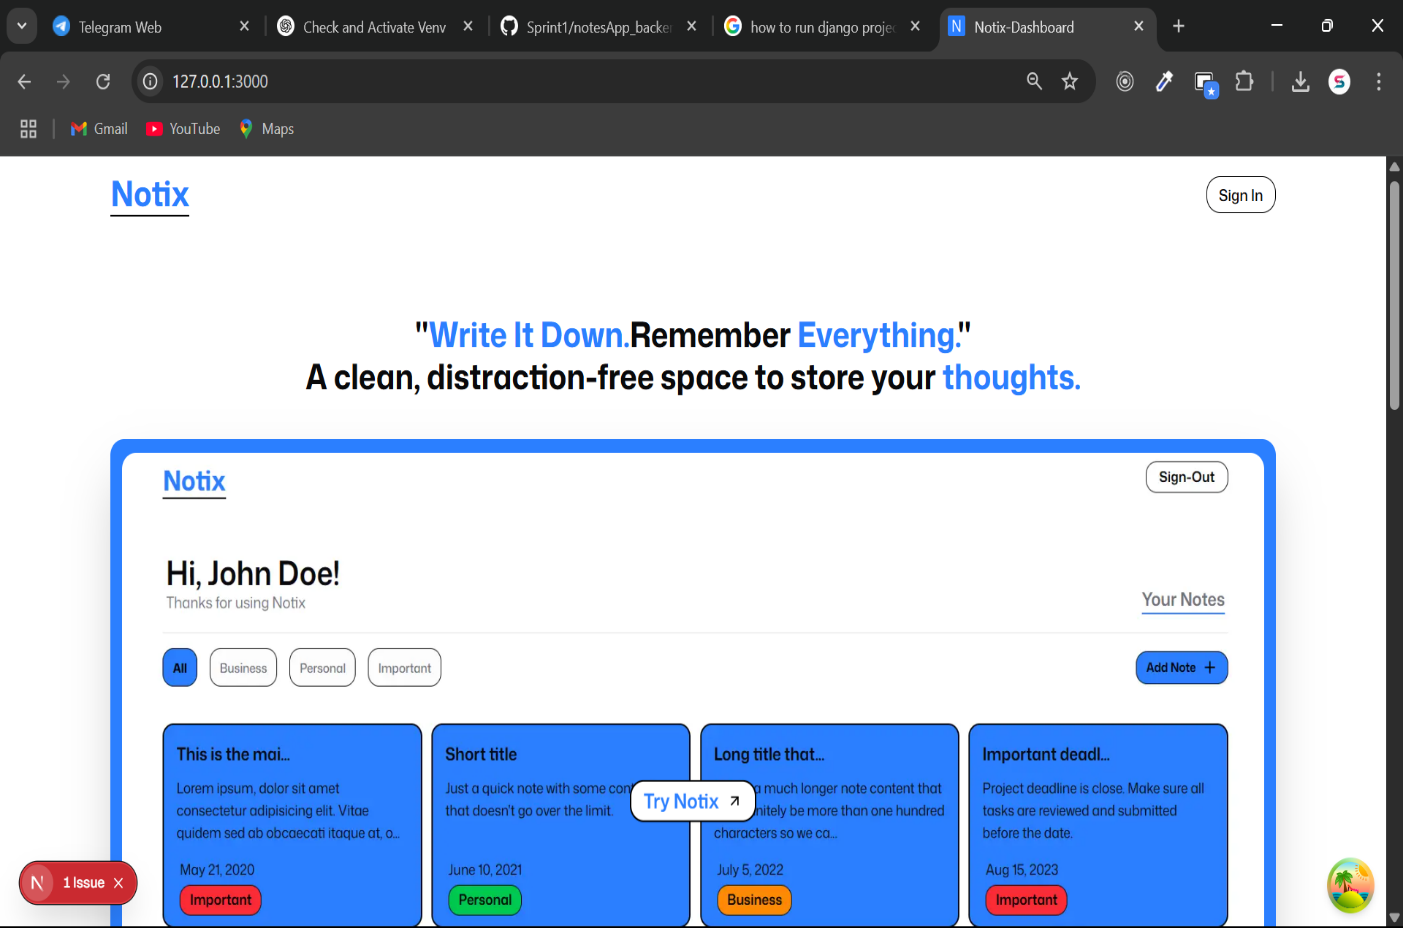 Telegram Web
Check and Activate Venv
Sprint1/notesApp_backe
how to run django proje
N
Notix-Dashboard
127.0.0.1:3000
S
Gmail
YouTube
Maps
Notix
Sign In
"Write It Down.Remember Everything."
A clean, distraction-free space to store your thoughts.
Notix
Sign-Out
Hi, John Doe!
Thanks for using Notix
Your Notes
All
Business
Personal
Important
Add Note +
This is the mai...
Lorem ipsum, dolor sit amet
consectetur adipisicing elit. Vitae
quidem sed ab obcaecati itaque at, o...
May 21, 2020
Important
Short title
Just a quick note with some con
that doesn't go over the limit.
June 10, 2021
Personal
Try Notix
Long title that...
a much longer note content that
nitely be more than one hundred
characters so we ca...
July 5, 2022
Business
Important deadl...
Project deadline is close. Make sure all
tasks are reviewed and submitted
before the date.
Aug 15, 2023
Important
N
1 Issue